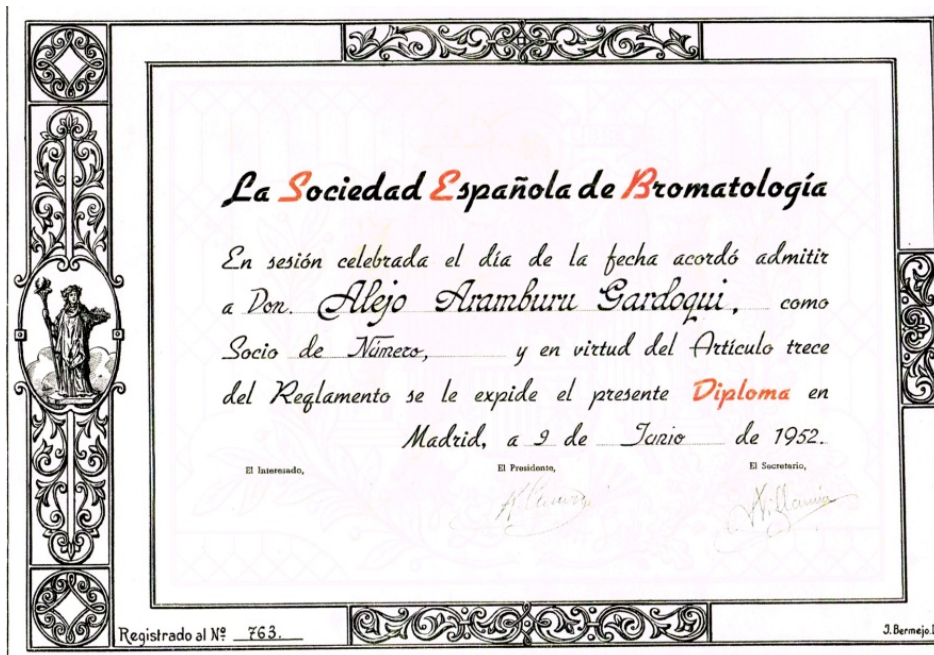 La Sociedad Española de Bromatología
En sesión celebrada el día de la fecha acordó admitir
a Don. Alejo Aramburu Gardoqui, como
Socio de Número, y en virtud del Artículo trece
del Reglamento se le expide el presente Diploma en
Madrid, a 9 de Junio de 1952.
El Interesado, El Presidente, El Secretario,
Registrado al Nº 763.
J. Bermejo.